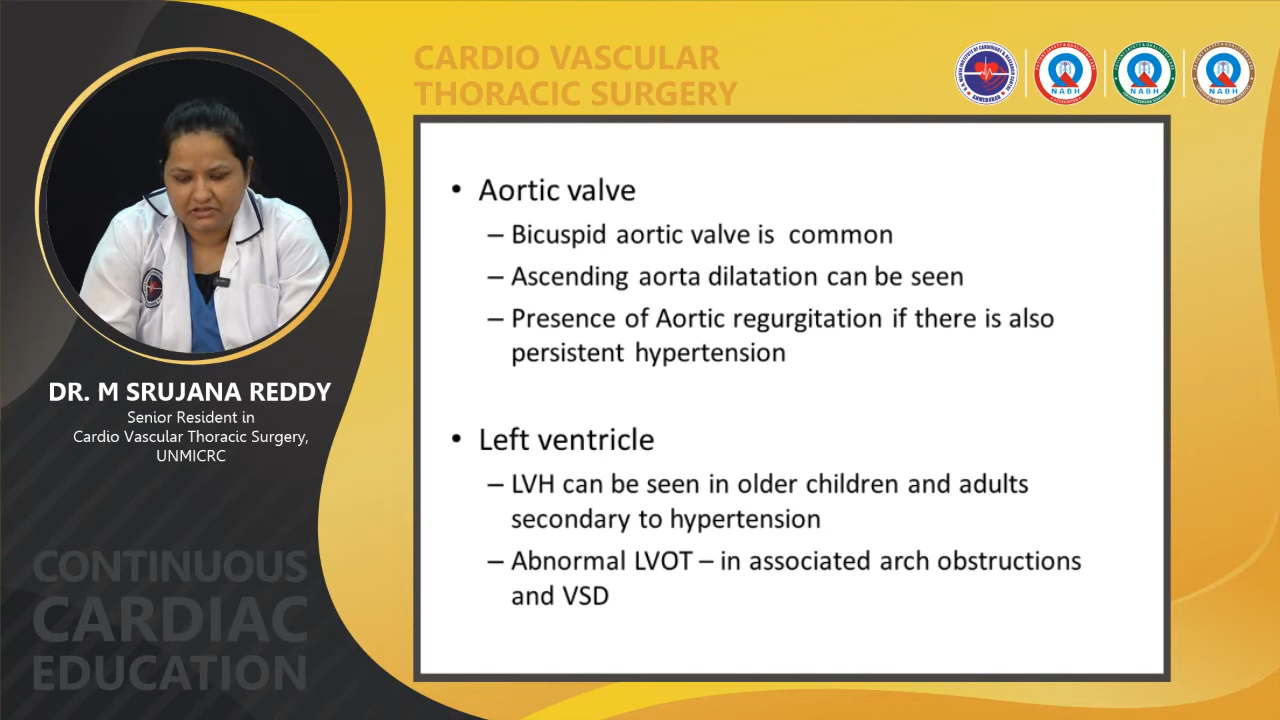 CARDIO VASCULAR
THORACIC SURGERY
NABH
NABH
NABH
• Aortic valve
– Bicuspid aortic valve is common
– Ascending aorta dilatation can be seen
– Presence of Aortic regurgitation if there is also
persistent hypertension
• Left ventricle
– LVH can be seen in older children and adults
secondary to hypertension
– Abnormal LVOT – in associated arch obstructions
and VSD
DR. M SRUJANA REDDY
Senior Resident in
Cardio Vascular Thoracic Surgery,
UNMICRC
CONTINUOUS
CARDIAC
EDUCATION